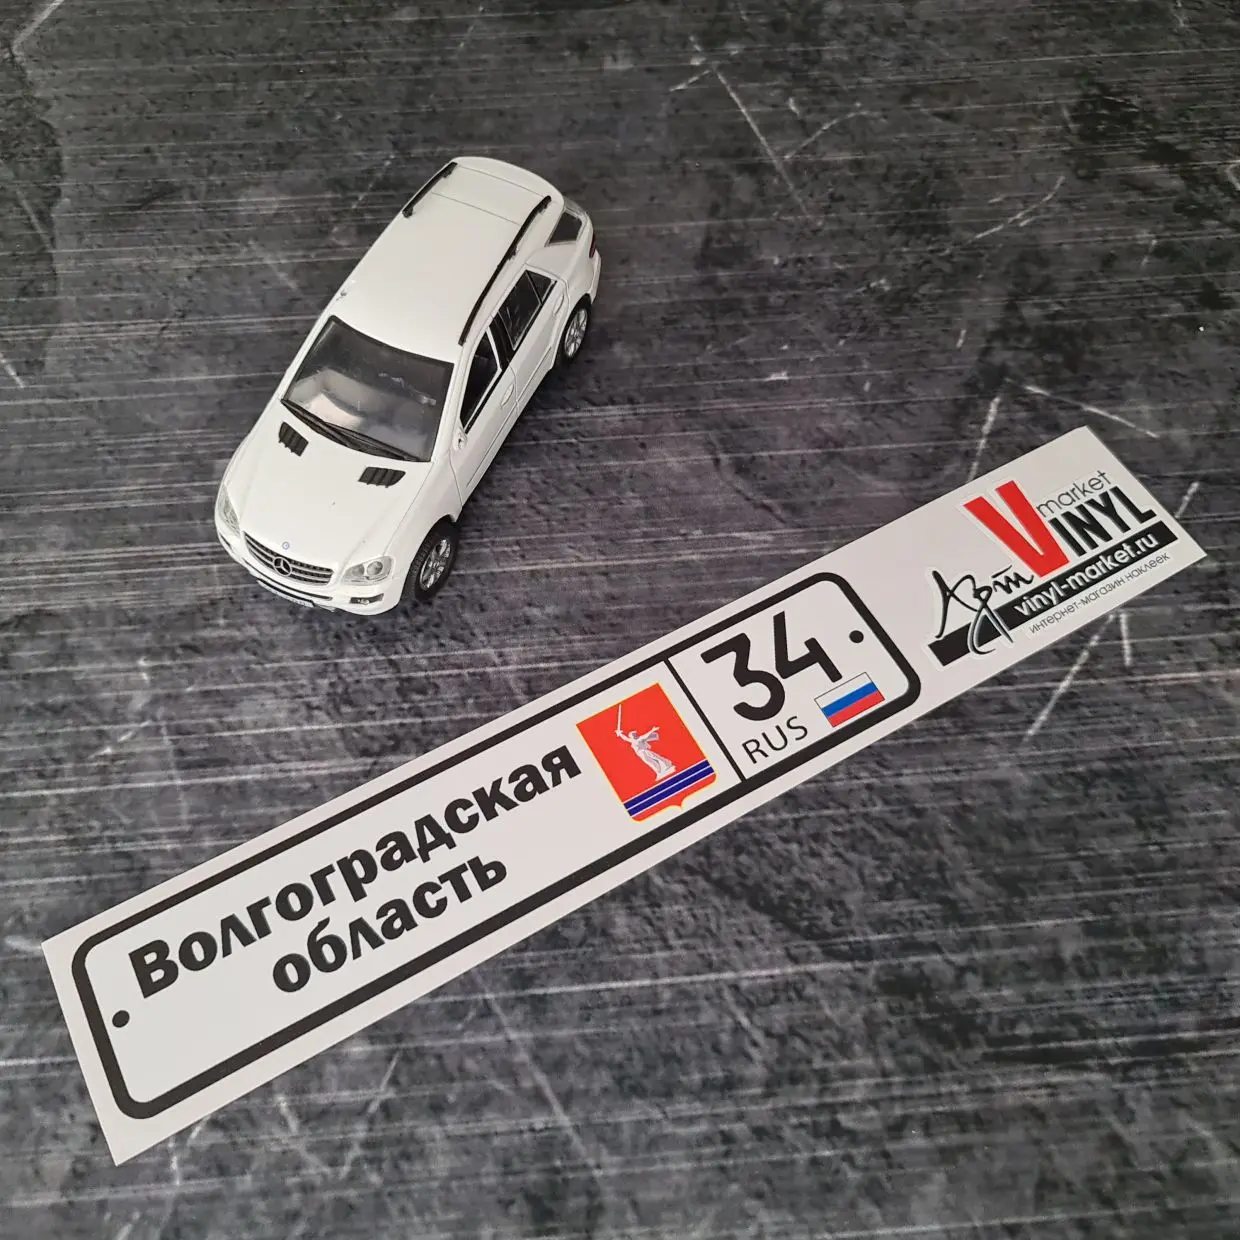 Волгоградская
область
34
RUS
market
VINYL
Арт
vinyl-market.ru
интернет-магазин наклеек